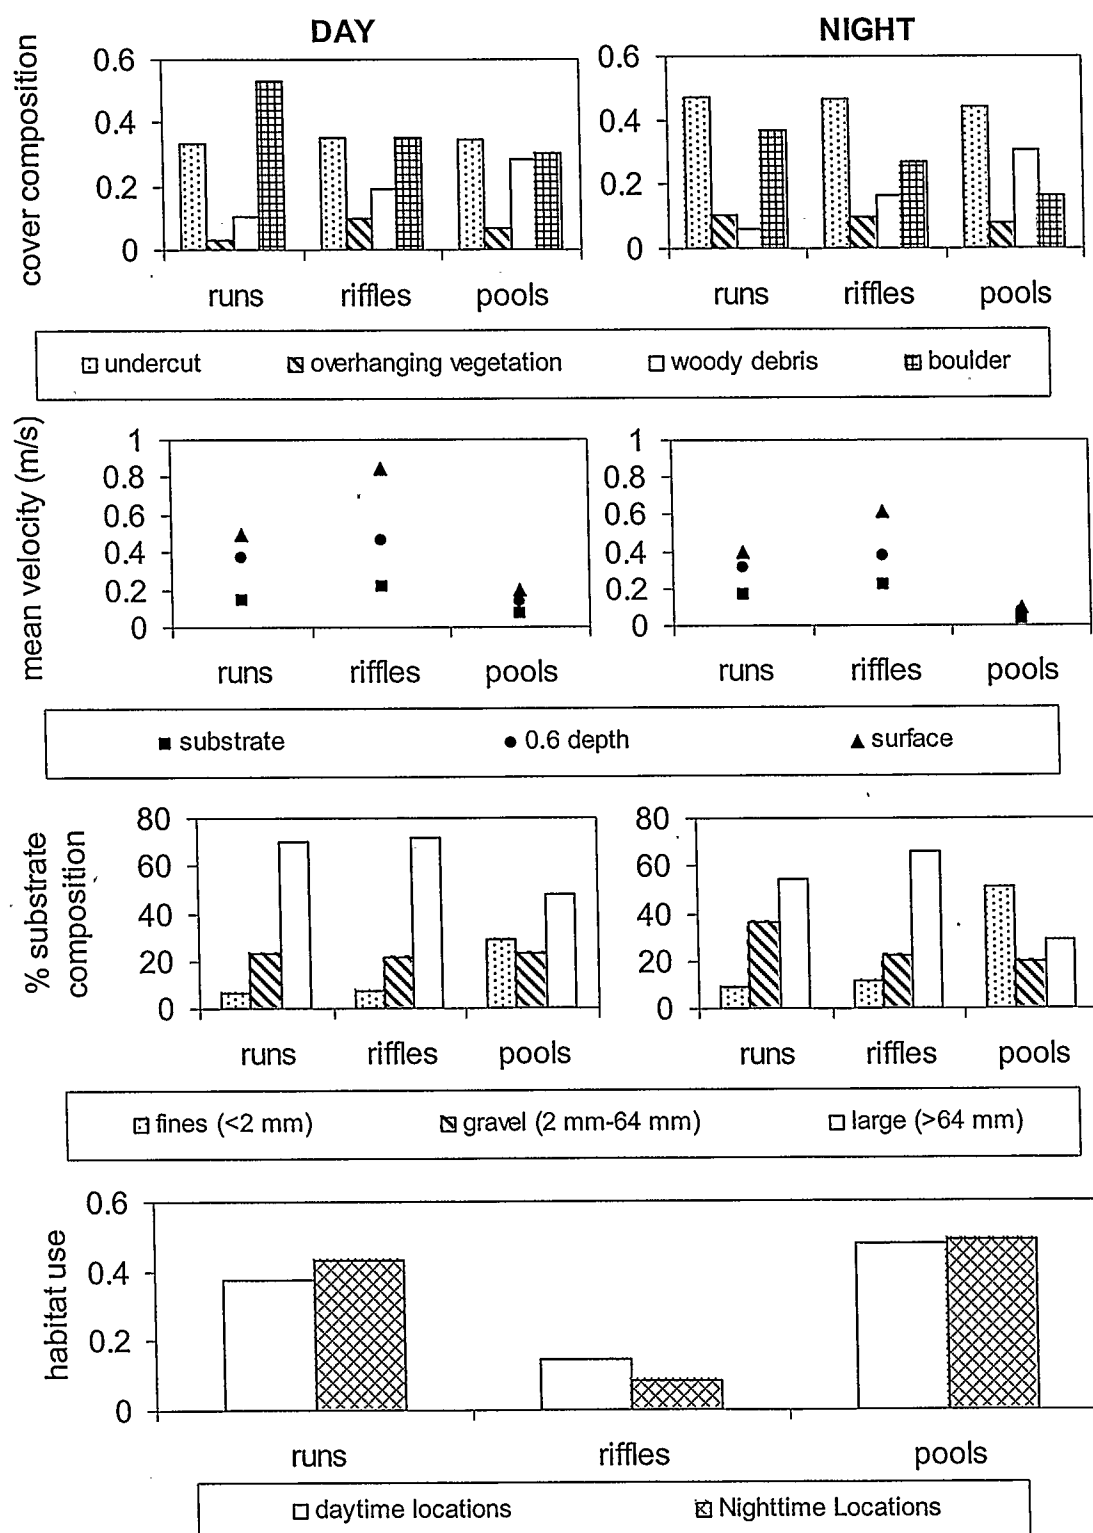 DAY NIGHT
cover composition
0.6 0.6
0.4 0.4
0.2 0.2
0 0
runs riffles pools runs riffles pools
undercut overhanging vegetation woody debris boulder
mean velocity (m/s)
1 1
0.8 0.8
0.6 0.6
0.4 0.4
0.2 0.2
0 0
runs riffles pools runs riffles pools
substrate 0.6 depth surface
% substrate
composition
80 80
60 60
40 40
20 20
0 0
runs riffles pools runs riffles pools
fines (<2 mm) gravel (2 mm-64 mm) large (>64 mm)
habitat use
0.6
0.4
0.2
0
runs riffles pools
daytime locations Nighttime Locations